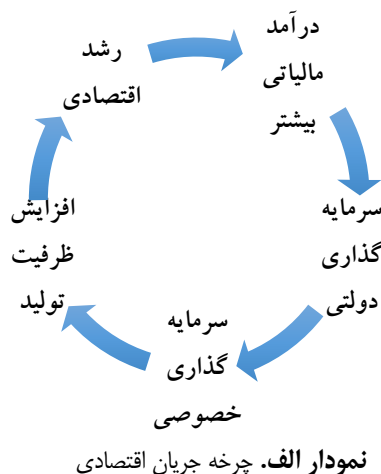 درآمد
مالیاتی
بیشتر
سرمایه
گذاری
دولتی
سرمایه
گذاری
خصوصی
افزایش
ظرفیت
تولید
رشد
اقتصادی
نمودار الف. چرخه جریان اقتصادی